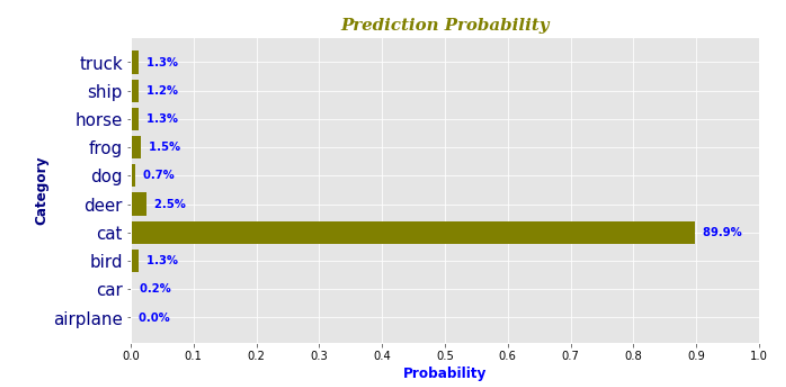 Prediction Probability
truck 1.3%
ship 1.2%
horse 1.3%
frog 1.5%
dog 0.7%
deer 2.5%
cat 89.9%
bird 1.3%
car 0.2%
airplane 0.0%
Category
0.0 0.1 0.2 0.3 0.4 0.5 0.6 0.7 0.8 0.9 1.0
Probability